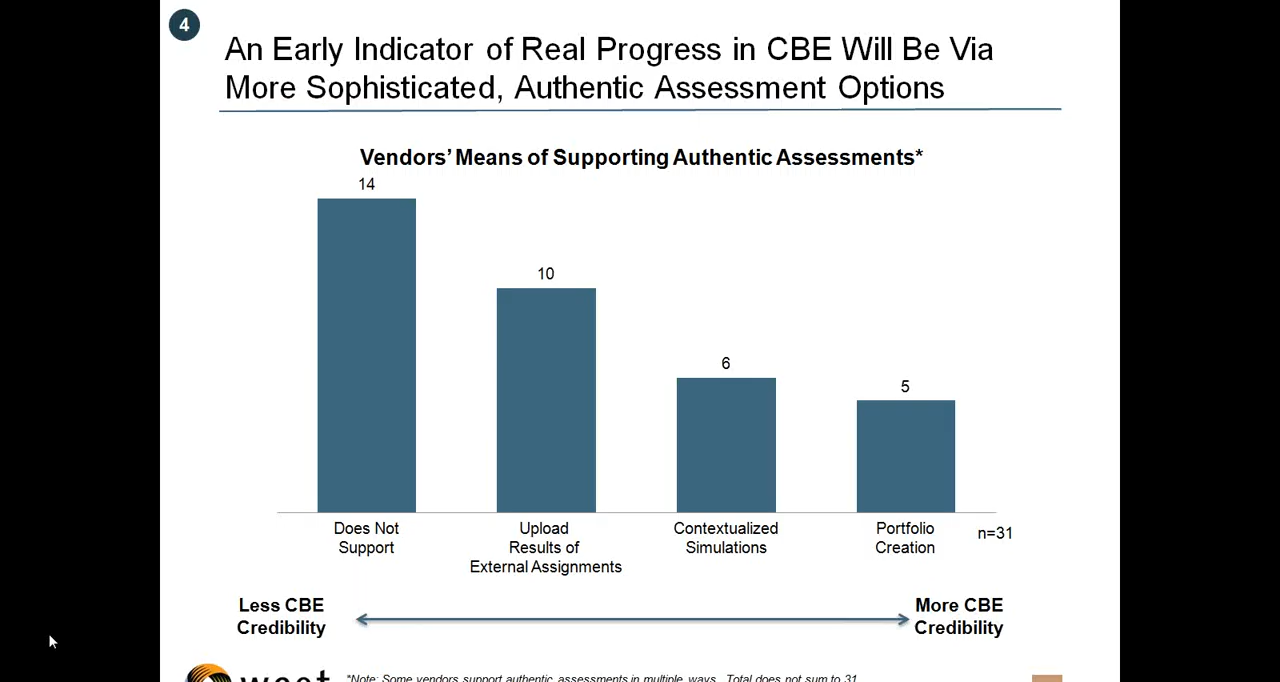 4
An Early Indicator of Real Progress in CBE Will Be Via
More Sophisticated, Authentic Assessment Options
Vendors' Means of Supporting Authentic Assessments*
14
10
6
5
Does Not
Support
Upload
Results of
External Assignments
Contextualized
Simulations
Portfolio
Creation
n=31
Less CBE
Credibility
More CBE
Credibility
wcet
*Note: Some vendors support authentic assessments in multiple ways. Total does not sum to 31